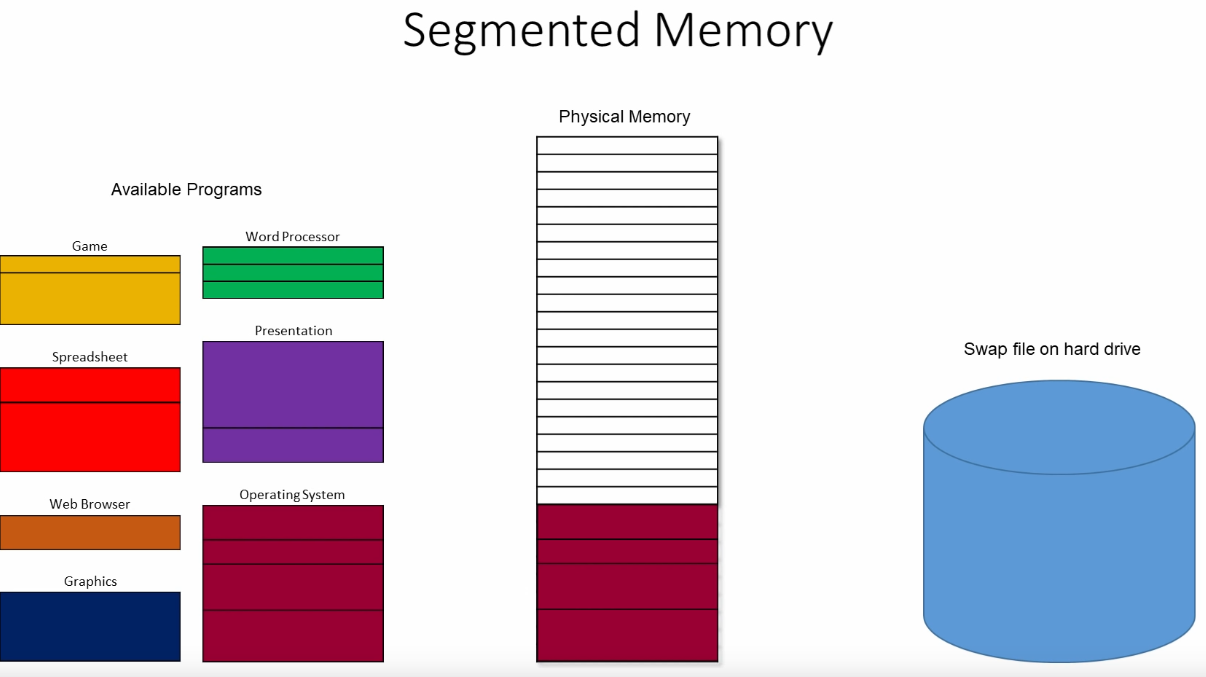 Segmented Memory
Physical Memory
Available Programs
Game
Word Processor
Presentation
Spreadsheet
Swap file on hard drive
Operating System
Web Browser
Graphics